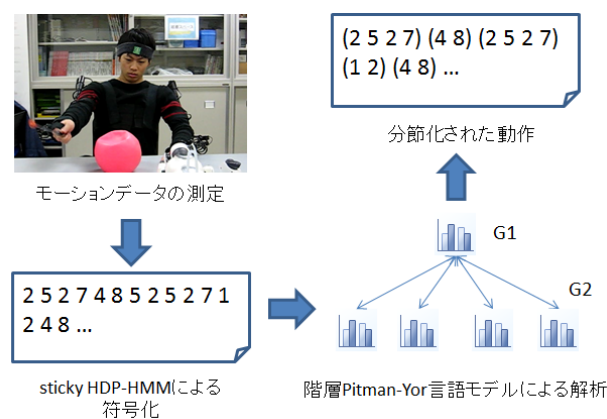 モーションデータの測定
2 5 2 7 4 8 5 2 5 2 7 1
2 4 8 ...
sticky HDP-HMMによる
符号化
G1
G2
階層Pitman-Yor言語モデルによる解析
(2 5 2 7) (4 8) (2 5 2 7)
(1 2) (4 8) ...
分節化された動作